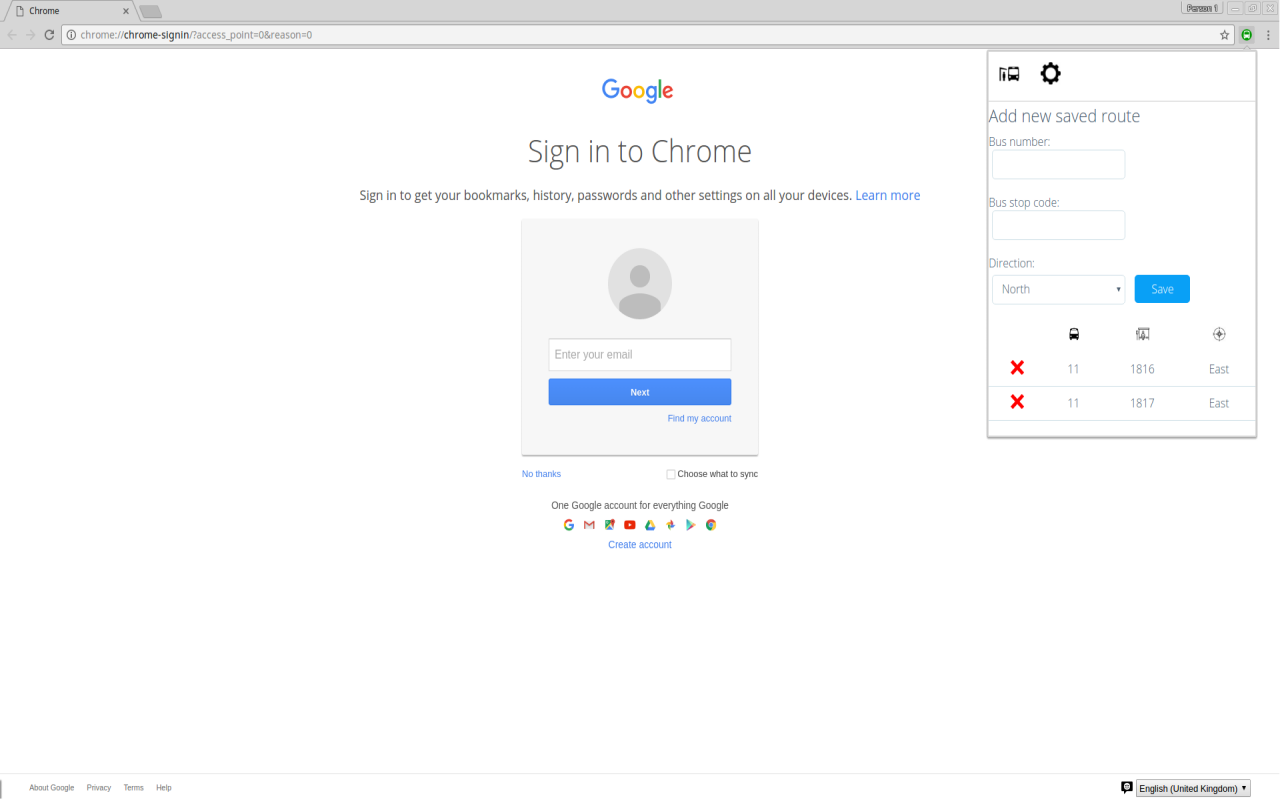 Chrome
Person 1
chrome://chrome-signin/?access_point=0&reason=0
Google
Sign in to Chrome
Sign in to get your bookmarks, history, passwords and other settings on all your devices. Learn more
Enter your email
Next
Find my account
No thanks
Choose what to sync
One Google account for everything Google
Create account
Add new saved route
Bus number:
Bus stop code:
Direction:
North
Save
11 1816 East
11 1817 East
About Google Privacy Terms Help
English (United Kingdom)